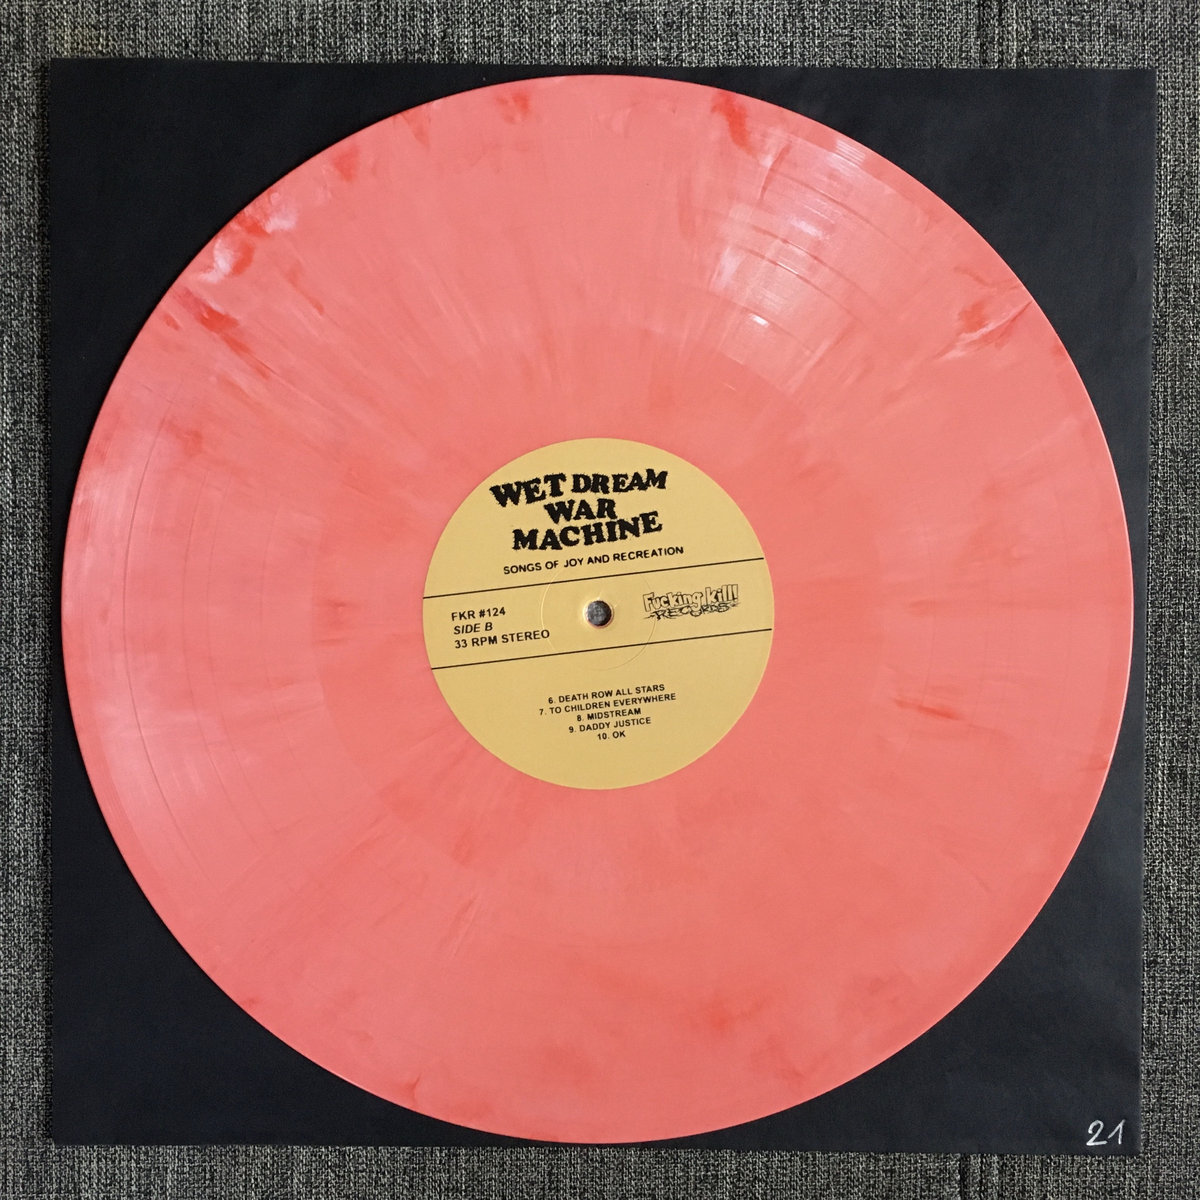 WET DREAM
WAR
MACHINE
SONGS OF JOY AND RECREATION
FKR #124
SIDE B
33 RPM STEREO
Fucking kill!
RECORDS
6. DEATH ROW ALL STARS
7. TO CHILDREN EVERYWHERE
8. MIDSTREAM
9. DADDY JUSTICE
10. OK
21